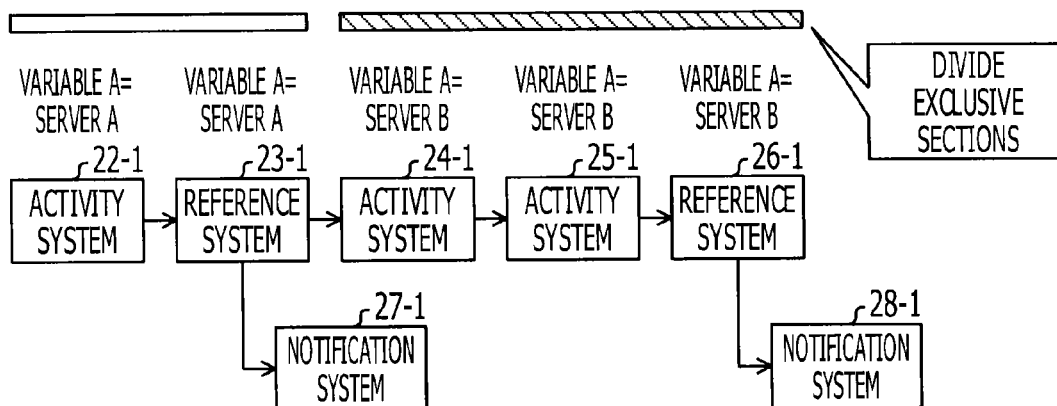 VARIABLE A= VARIABLE A= VARIABLE A= VARIABLE A= VARIABLE A=
SERVER A SERVER A SERVER B SERVER B SERVER B
DIVIDE
EXCLUSIVE
SECTIONS
22-1 23-1 24-1 25-1 26-1
ACTIVITY REFERENCE ACTIVITY ACTIVITY REFERENCE
SYSTEM SYSTEM SYSTEM SYSTEM SYSTEM
27-1 28-1
NOTIFICATION NOTIFICATION
SYSTEM SYSTEM